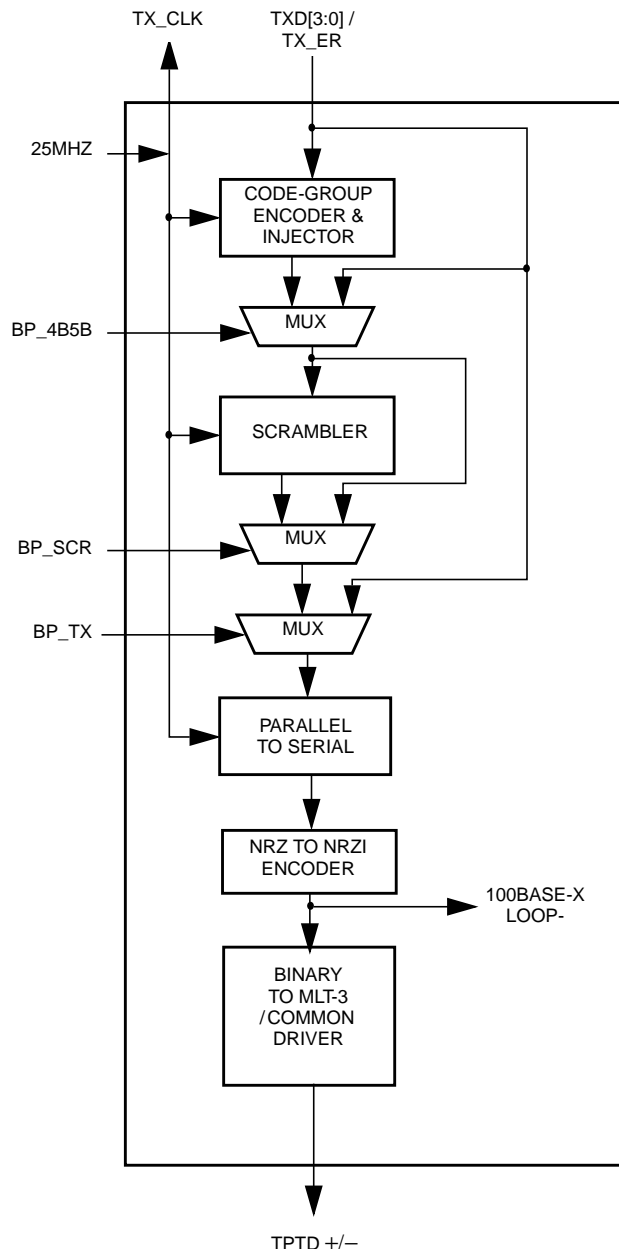 TX_CLK
TXD[3:0] /
TX_ER
25MHZ
CODE-GROUP
ENCODER &
INJECTOR
BP_4B5B
MUX
SCRAMBLER
BP_SCR
MUX
BP_TX
MUX
PARALLEL
TO SERIAL
NRZ TO NRZI
ENCODER
100BASE-X
LOOP-
BINARY
TO MLT-3
/COMMON
DRIVER
TPTD +/−